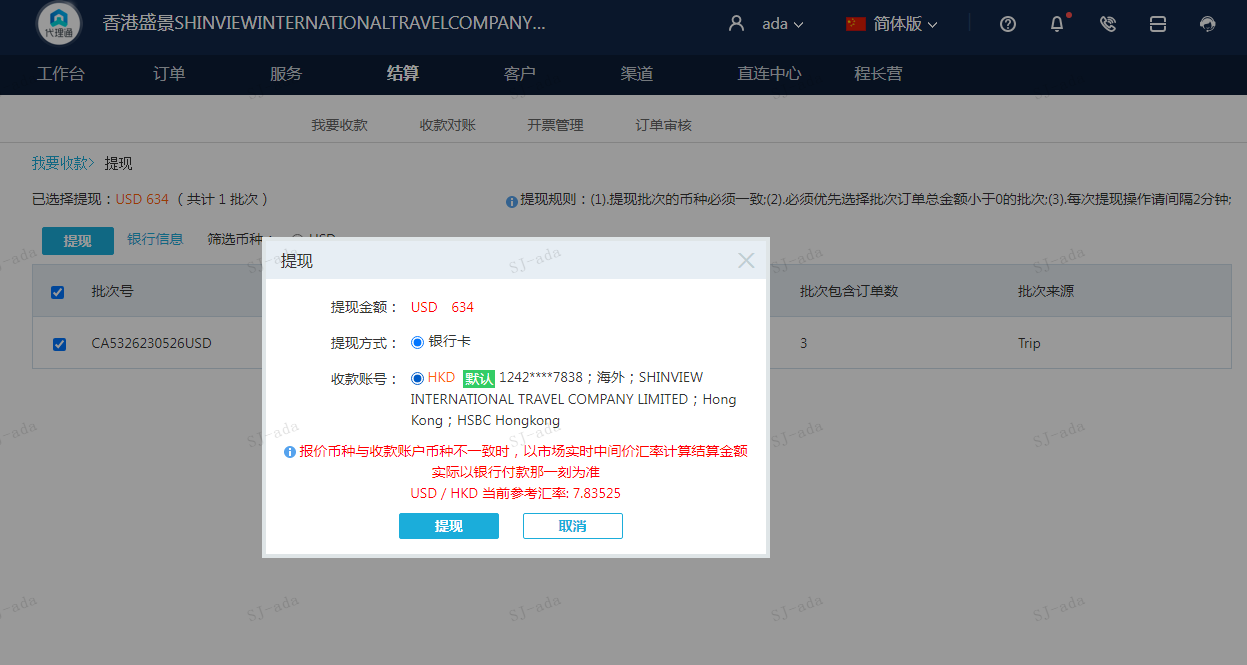 代理通
香港盛景SHINVIEWINTERNATIONALTRAVELCOMPANY...
ada
简体版
工作台 订单 服务 结算 客户 渠道 直连中心 程长营
我要收款 收款对账 开票管理 订单审核
我要收款> 提现
已选择提现：USD 634 （ 共计 1 批次 ）
提现规则：(1).提现批次的币种必须一致;(2).必须优先选择批次订单总金额小于0的批次;(3).每次提现操作请间隔2分钟;
提现 银行信息 筛选币种： USD
批次号 批次包含订单数 批次来源
CA5326230526USD 3 Trip
提现
提现金额： USD 634
提现方式： 银行卡
收款账号： HKD 默认 1242****7838；海外；SHINVIEW
INTERNATIONAL TRAVEL COMPANY LIMITED；Hong
Kong；HSBC Hongkong
报价币种与收款账户币种不一致时，以市场实时中间价汇率计算结算金额
实际以银行付款那一刻为准
USD / HKD 当前参考汇率: 7.83525
提现 取消
SJ-ada